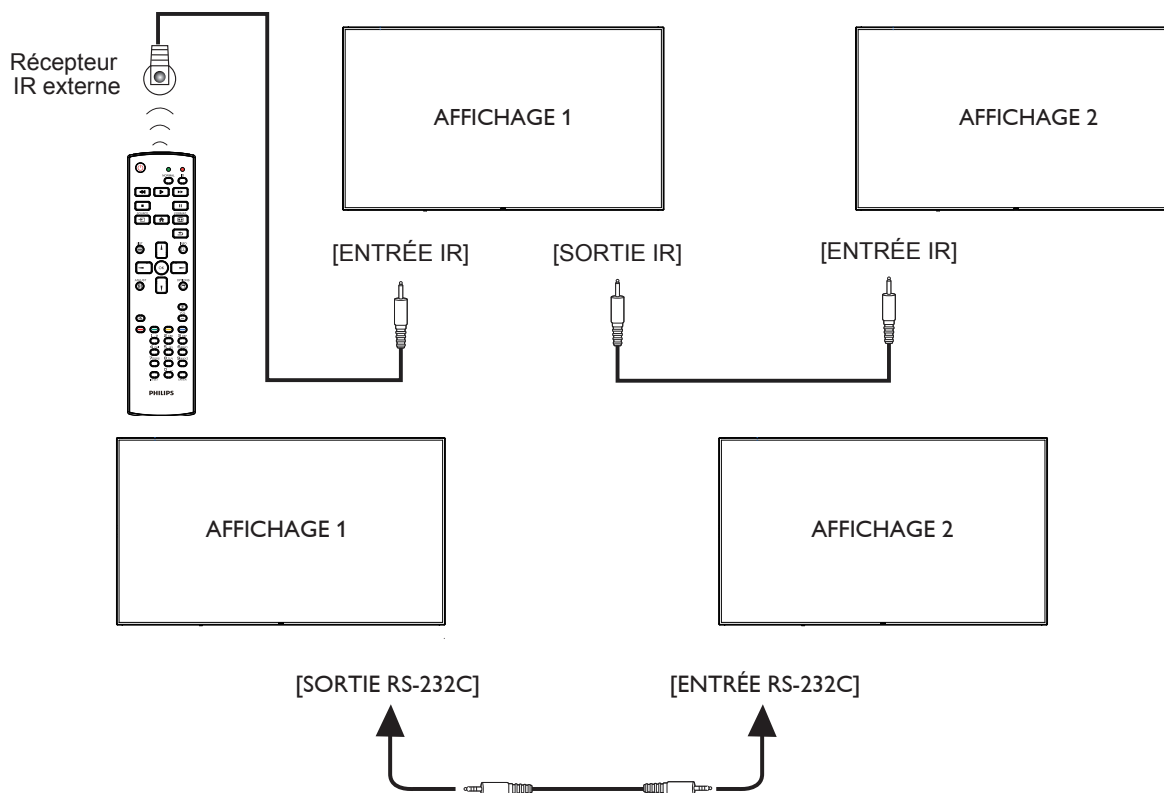 Récepteur
IR externe
AFFICHAGE 1
AFFICHAGE 2
[ENTRÉE IR]
[SORTIE IR]
[ENTRÉE IR]
PHILIPS
AFFICHAGE 1
AFFICHAGE 2
[SORTIE RS-232C]
[ENTRÉE RS-232C]